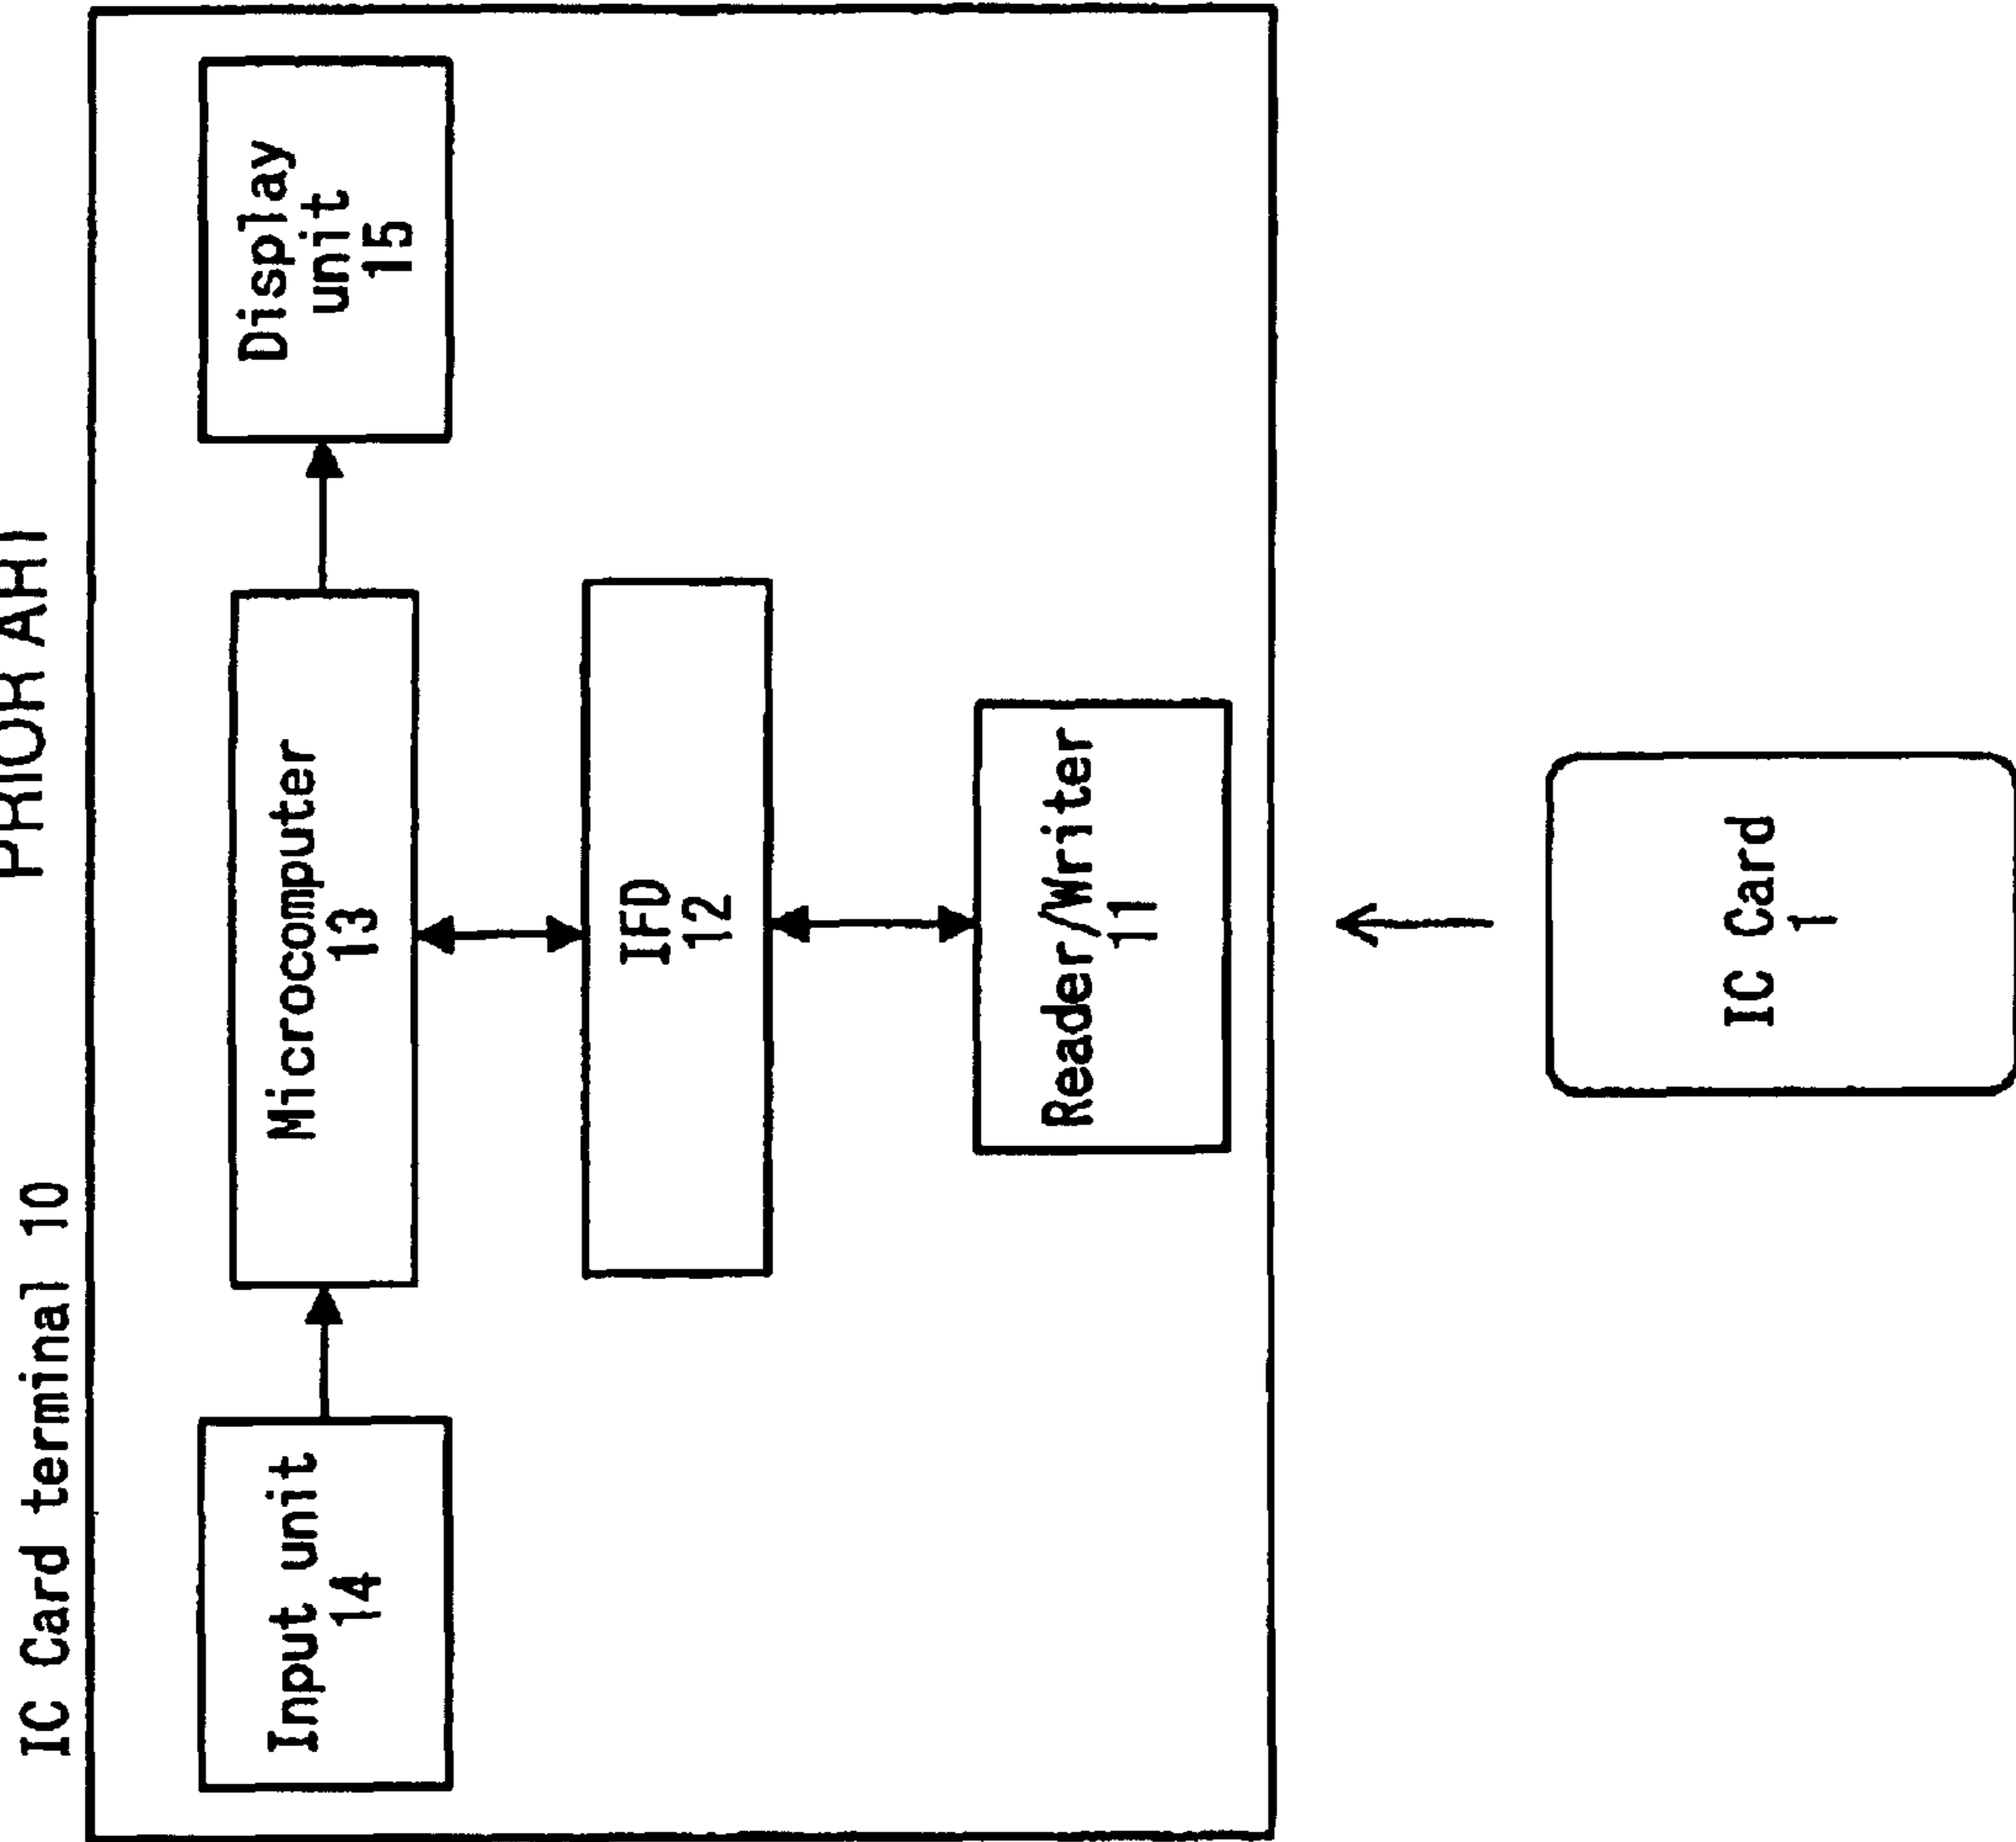 PRIOR ART
IC Card terminal 10
Input unit
14
Microcomputer
13
Display
unit
15
IFD
12
Reader/Writer
11
IC Card
1